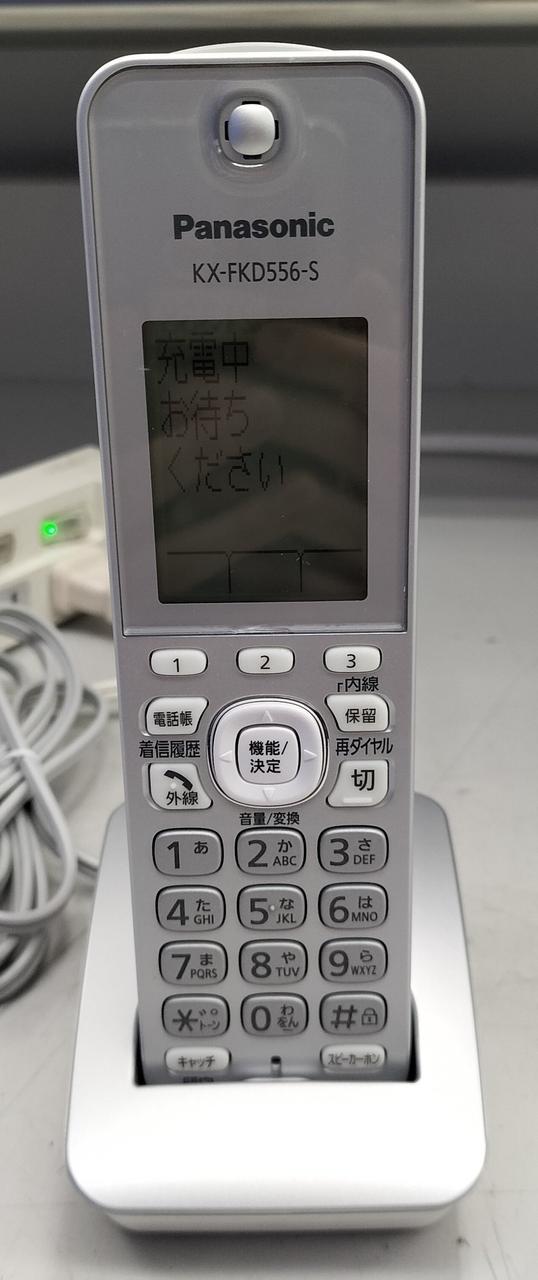 Panasonic
KX-FKD556-S
充電中
お待ち
ください
1 2 3
内線
電話帳
保留
機能/
決定
着信履歴
再ダイヤル
外線
切
音量/変換
1 あ
2 か ABC
3 さ DEF
4 た GHI
5 な JKL
6 は MNO
7 ま PQRS
8 や TUV
9 ら WXYZ
* ゛゜ トーン
0 わをん
#
キャッチ
スピーカーホン